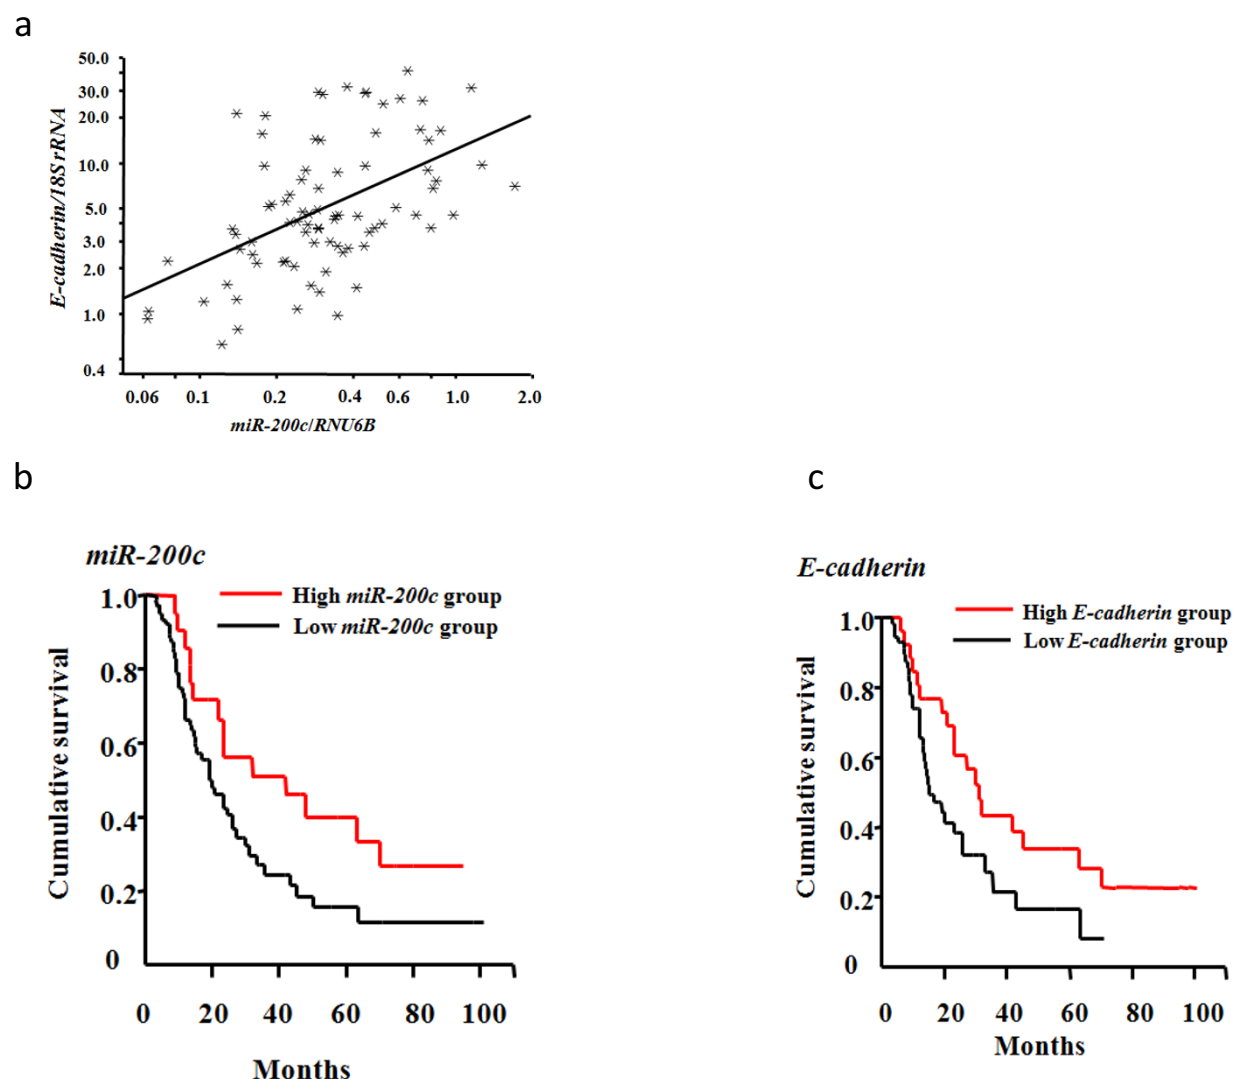 a
50.0
30.0
20.0
10.0
5.0
3.0
2.0
1.0
0.4
E-cadherin/18SrRNA
0.06 0.1 0.2 0.4 0.6 1.0 2.0
miR-200c/RNU6B
b
miR-200c
High miR-200c group
Low miR-200c group
1.0
0.8
0.6
0.4
0.2
0
Cumulative survival
0 20 40 60 80 100
Months
c
E-cadherin
High E-cadherin group
Low E-cadherin group
1.0
0.8
0.6
0.4
0.2
0
Cumulative survival
0 20 40 60 80 100
Months